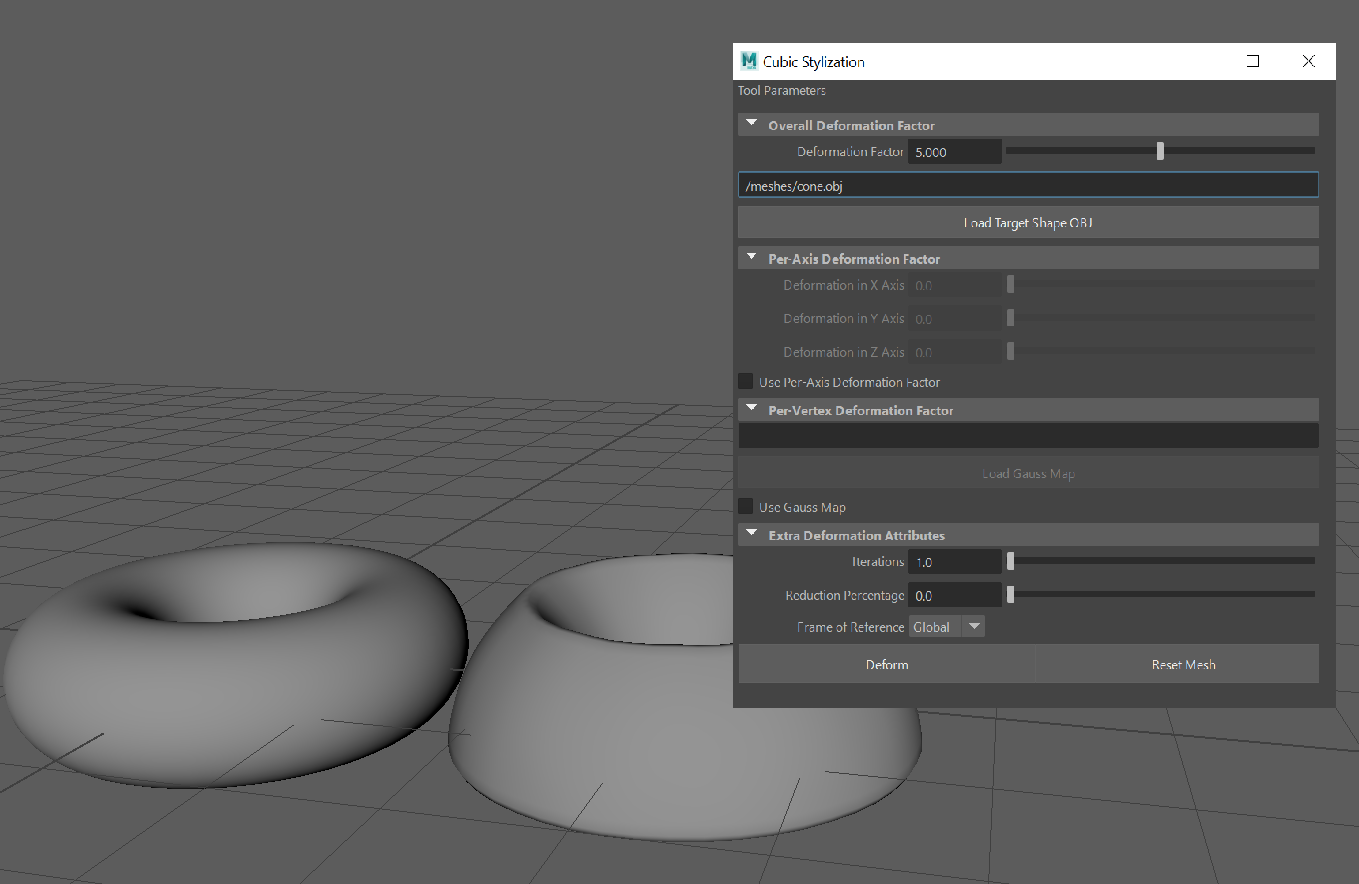 Cubic Stylization
Tool Parameters
Overall Deformation Factor
Deformation Factor 5.000
/meshes/cone.obj
Load Target Shape OBJ
Per-Axis Deformation Factor
Deformation in X Axis 0.0
Deformation in Y Axis 0.0
Deformation in Z Axis 0.0
Use Per-Axis Deformation Factor
Per-Vertex Deformation Factor
Load Gauss Map
Use Gauss Map
Extra Deformation Attributes
Iterations 1.0
Reduction Percentage 0.0
Frame of Reference Global
Deform Reset Mesh